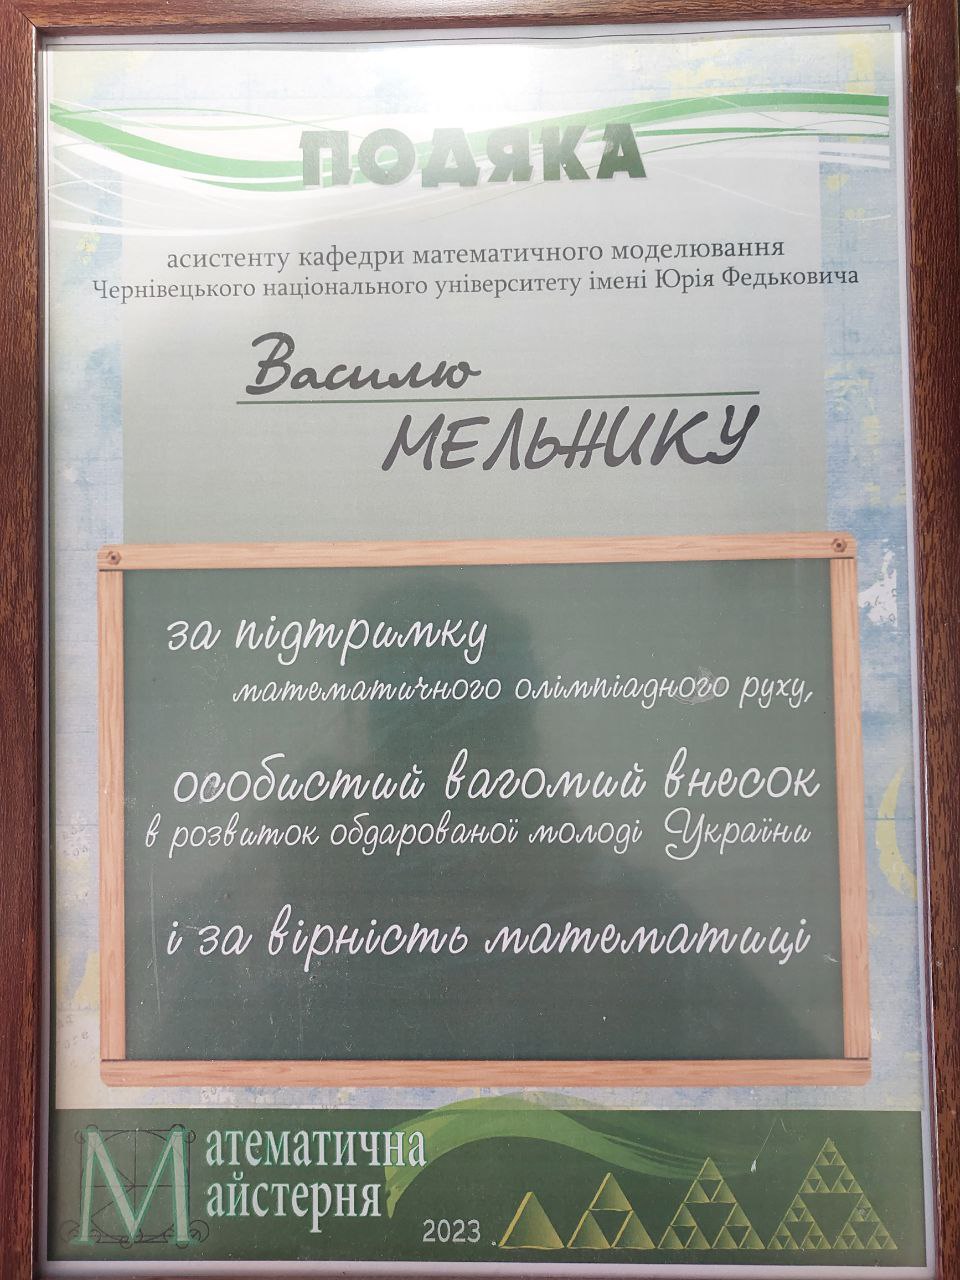 ПОДЯКА
асистенту кафедри математичного моделювання
Чернівецького національного університету імені Юрія Федьковича
Василю
МЕЛЬНИКУ
за підтримку
математичного олімпіадного руху,
особистий вагомий внесок
в розвиток обдарованої молоді України
і за вірність математиці
Математична
Майстерня
2023